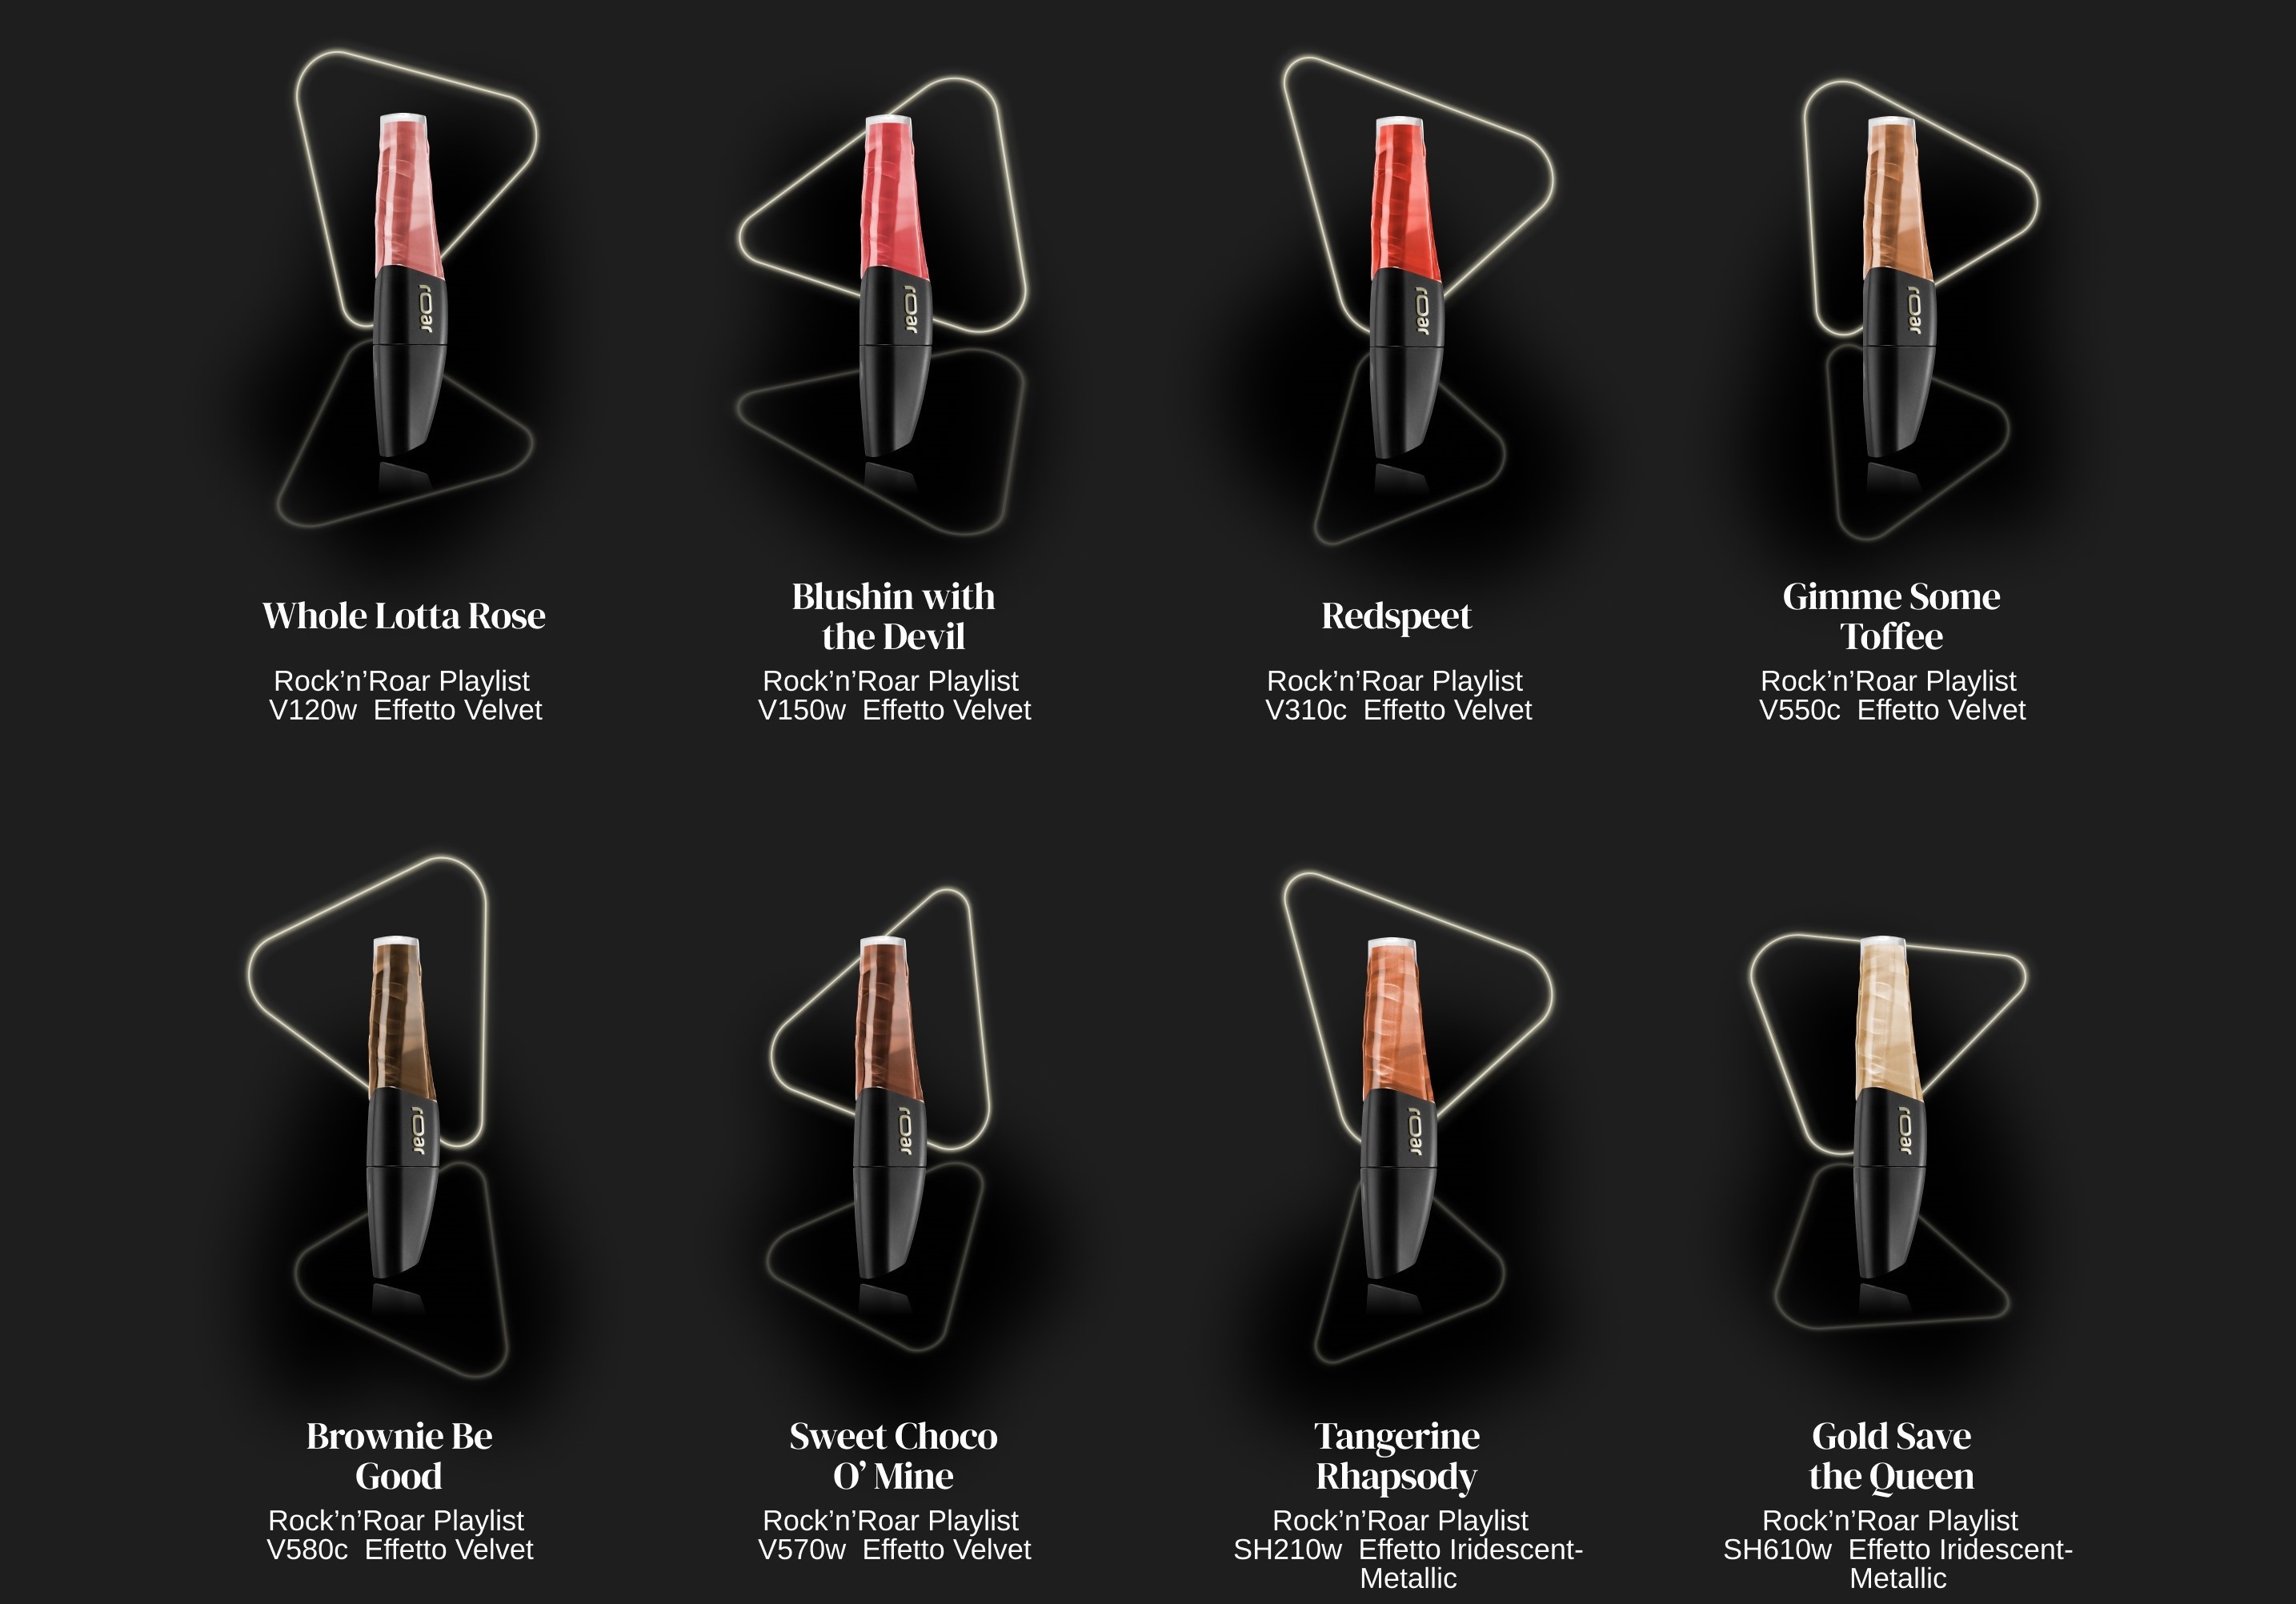 roar
roar
roar
roar
Whole Lotta Rose
Rock’n’Roar Playlist
V120w Effetto Velvet
Blushin with
the Devil
Rock’n’Roar Playlist
V150w Effetto Velvet
Redspeet
Rock’n’Roar Playlist
V310c Effetto Velvet
Gimme Some
Toffee
Rock’n’Roar Playlist
V550c Effetto Velvet
roar
roar
roar
roar
Brownie Be
Good
Rock’n’Roar Playlist
V580c Effetto Velvet
Sweet Choco
O’ Mine
Rock’n’Roar Playlist
V570w Effetto Velvet
Tangerine
Rhapsody
Rock’n’Roar Playlist
SH210w Effetto Iridescent-
Metallic
Gold Save
the Queen
Rock’n’Roar Playlist
SH610w Effetto Iridescent-
Metallic